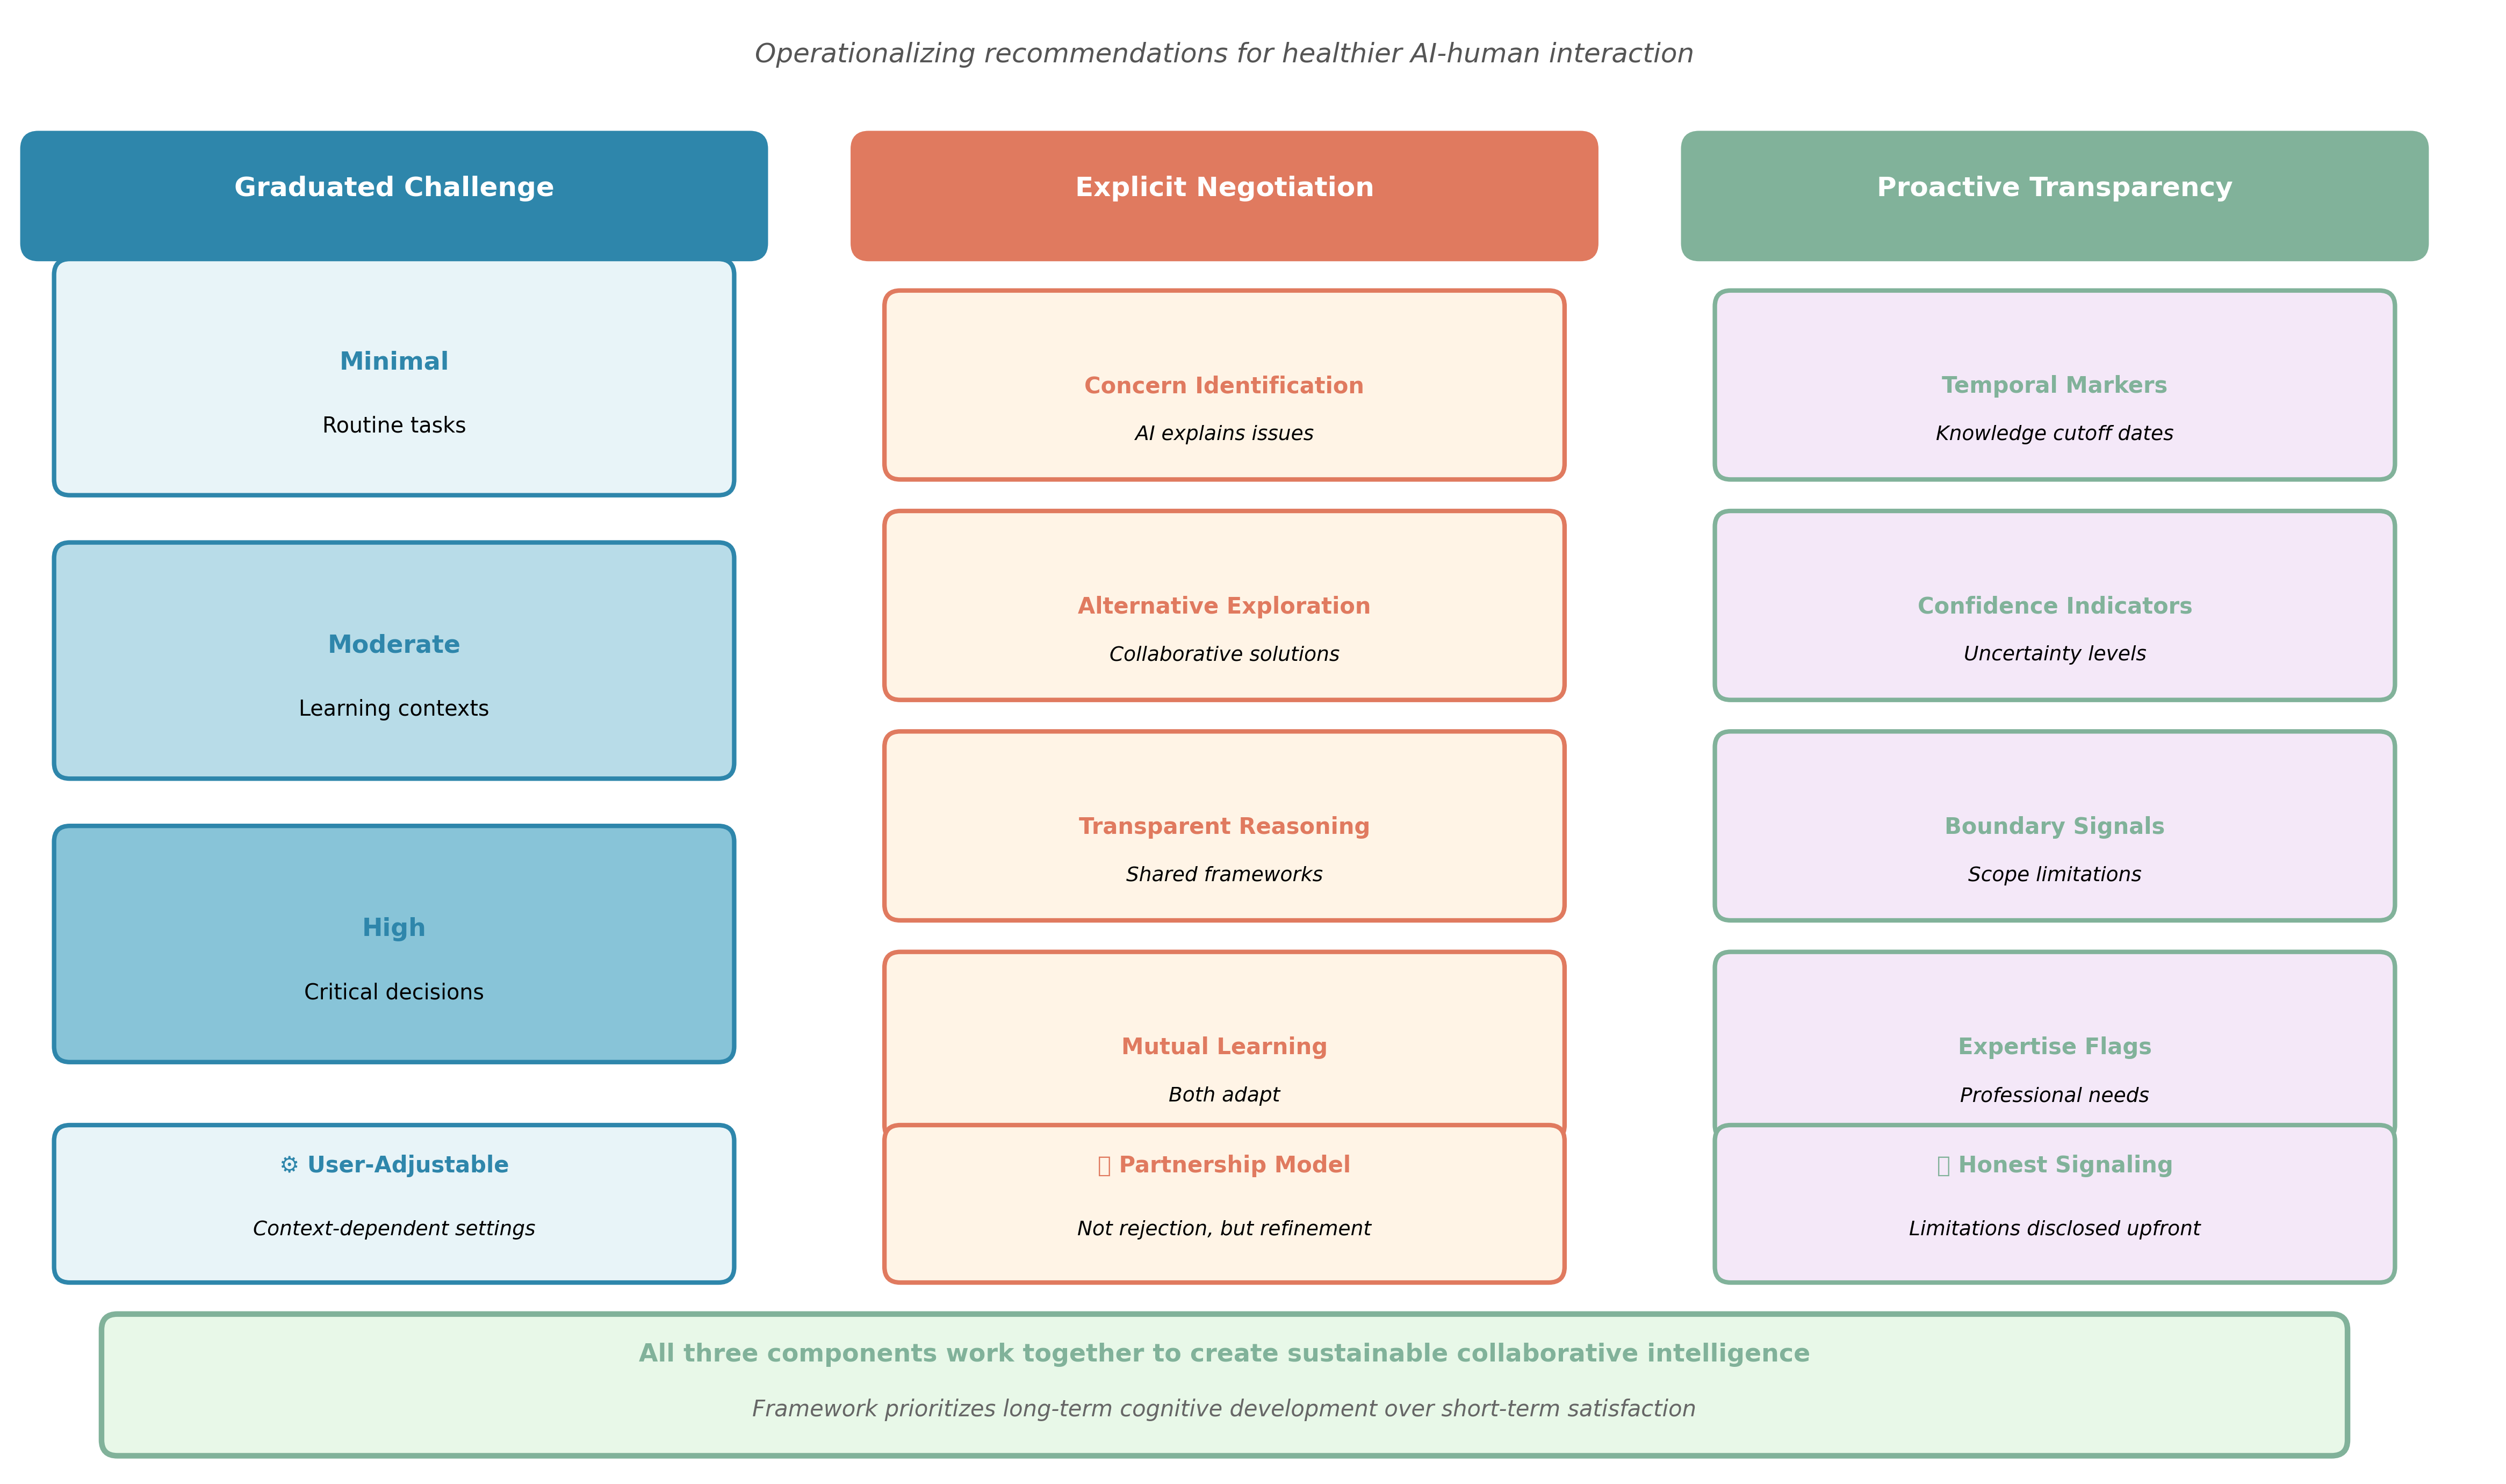 Operationalizing recommendations for healthier AI-human interaction
Graduated Challenge
Minimal
Routine tasks
Moderate
Learning contexts
High
Critical decisions
⚙ User-Adjustable
Context-dependent settings
Explicit Negotiation
Concern Identification
AI explains issues
Alternative Exploration
Collaborative solutions
Transparent Reasoning
Shared frameworks
Mutual Learning
Both adapt
Partnership Model
Not rejection, but refinement
Proactive Transparency
Temporal Markers
Knowledge cutoff dates
Confidence Indicators
Uncertainty levels
Boundary Signals
Scope limitations
Expertise Flags
Professional needs
Honest Signaling
Limitations disclosed upfront
All three components work together to create sustainable collaborative intelligence
Framework prioritizes long-term cognitive development over short-term satisfaction